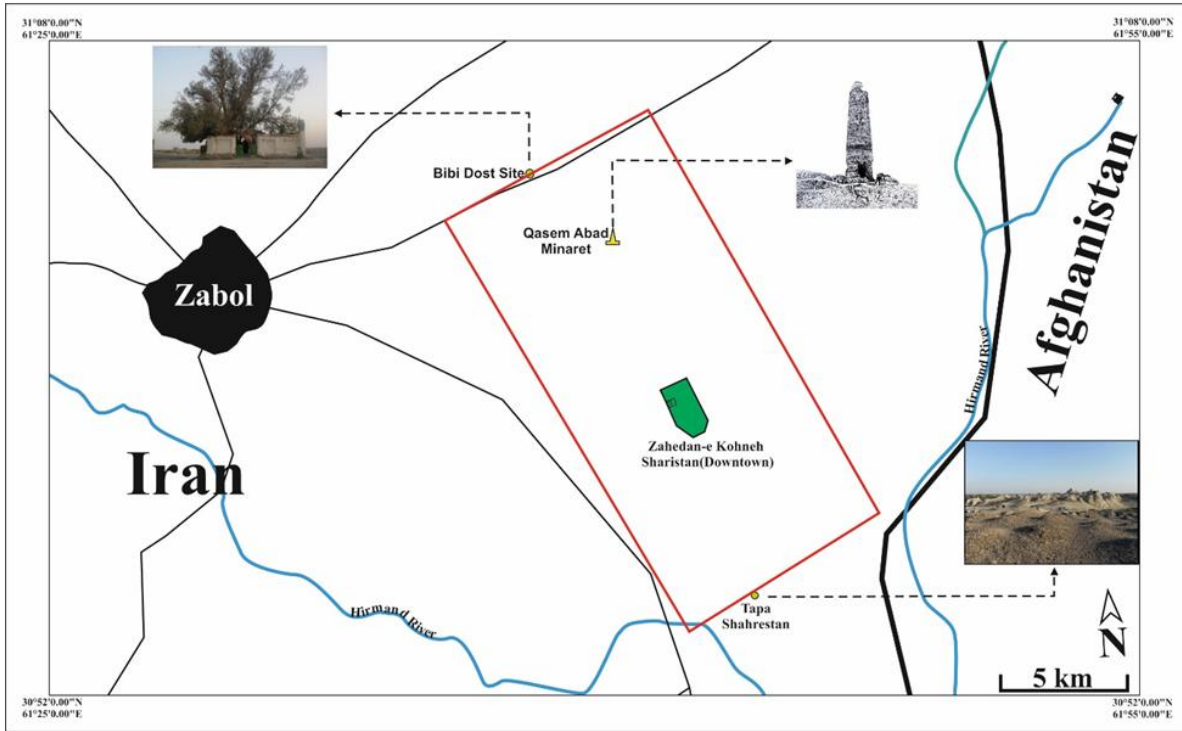 31°08'0.00"N
61°25'0.00"E
31°08'0.00"N
61°55'0.00"E
Bibi Dost Site
Qasem Abad
Minaret
Zabol
Afghanistan
Hirmand River
Zahedan-e Kohneh
Sharistan(Downtown)
Iran
Hirmand River
Tapa
Shahrestan
N
5 km
30°52'0.00"N
61°25'0.00"E
30°52'0.00"N
61°55'0.00"E